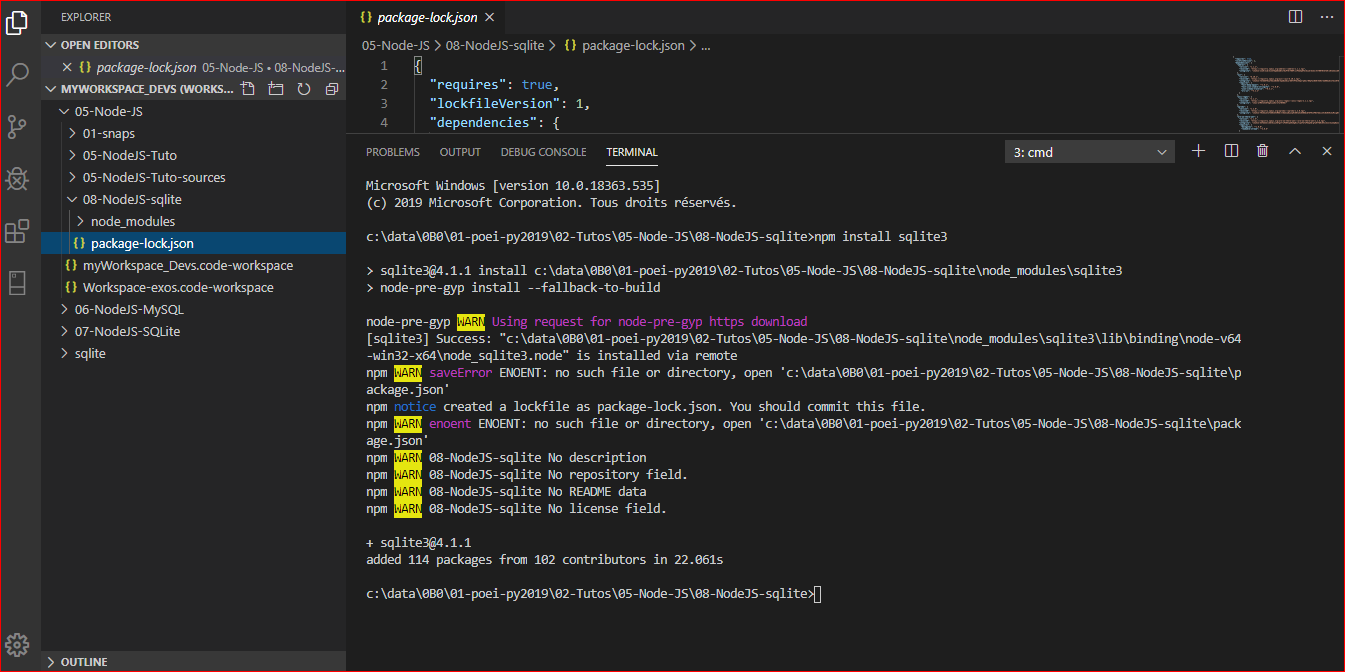 EXPLORER
OPEN EDITORS
{} package-lock.json 05-Node-JS • 08-NodeJS-...
MYWORKSPACE_DEVS (WORKS...
05-Node-JS
01-snaps
05-NodeJS-Tuto
05-NodeJS-Tuto-sources
08-NodeJS-sqlite
node_modules
{} package-lock.json
{} myWorkspace_Devs.code-workspace
{} Workspace-exos.code-workspace
06-NodeJS-MySQL
07-NodeJS-SQLite
sqlite
OUTLINE
{} package-lock.json
05-Node-JS > 08-NodeJS-sqlite > {} package-lock.json > ...
1 {
2 "requires": true,
3 "lockfileVersion": 1,
4 "dependencies": {
PROBLEMS OUTPUT DEBUG CONSOLE TERMINAL 3: cmd
Microsoft Windows [version 10.0.18363.535]
(c) 2019 Microsoft Corporation. Tous droits réservés.
c:\data\0B0\01-poei-py2019\02-Tutos\05-Node-JS\08-NodeJS-sqlite>npm install sqlite3
> sqlite3@4.1.1 install c:\data\0B0\01-poei-py2019\02-Tutos\05-Node-JS\08-NodeJS-sqlite\node_modules\sqlite3
> node-pre-gyp install --fallback-to-build
node-pre-gyp WARN Using request for node-pre-gyp https download
[sqlite3] Success: "c:\data\0B0\01-poei-py2019\02-Tutos\05-Node-JS\08-NodeJS-sqlite\node_modules\sqlite3\lib\binding\node-v64
-win32-x64\node_sqlite3.node" is installed via remote
npm WARN saveError ENOENT: no such file or directory, open 'c:\data\0B0\01-poei-py2019\02-Tutos\05-Node-JS\08-NodeJS-sqlite\p
ackage.json'
npm notice created a lockfile as package-lock.json. You should commit this file.
npm WARN enoent ENOENT: no such file or directory, open 'c:\data\0B0\01-poei-py2019\02-Tutos\05-Node-JS\08-NodeJS-sqlite\pack
age.json'
npm WARN 08-NodeJS-sqlite No description
npm WARN 08-NodeJS-sqlite No repository field.
npm WARN 08-NodeJS-sqlite No README data
npm WARN 08-NodeJS-sqlite No license field.
+ sqlite3@4.1.1
added 114 packages from 102 contributors in 22.061s
c:\data\0B0\01-poei-py2019\02-Tutos\05-Node-JS\08-NodeJS-sqlite>